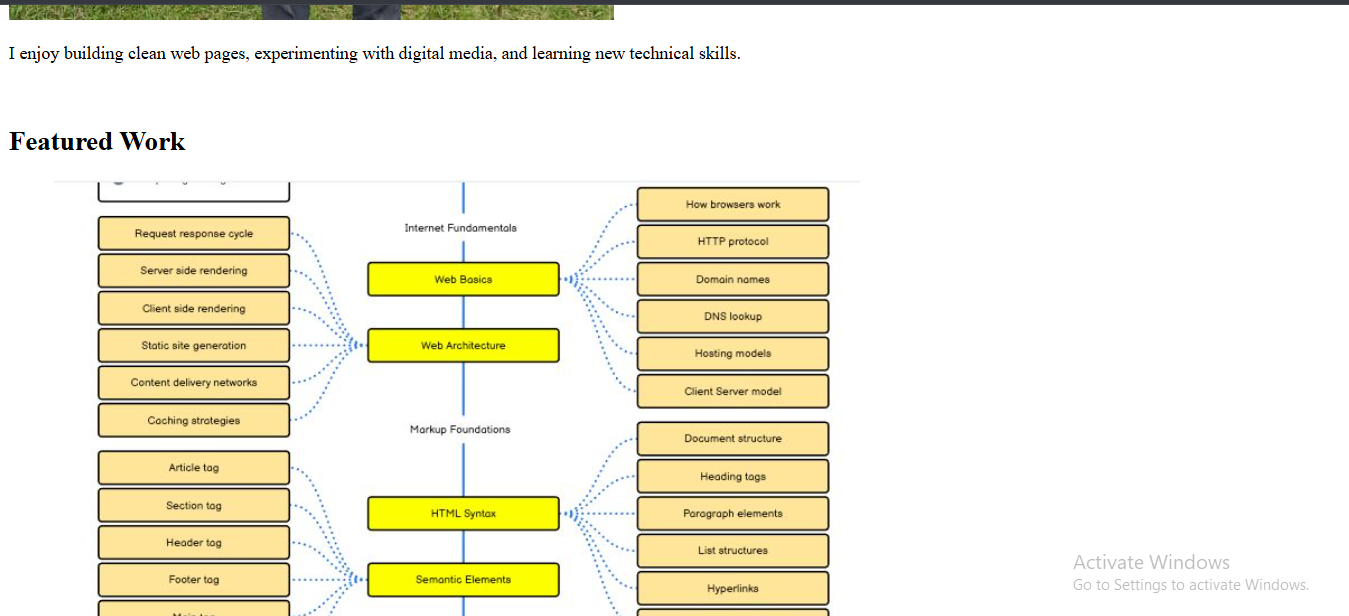 I enjoy building clean web pages, experimenting with digital media, and learning new technical skills.
Featured Work
Internet Fundamentals
Web Basics
How browsers work
HTTP protocol
Domain names
DNS lookup
Hosting models
Client Server model
Request response cycle
Server side rendering
Client side rendering
Static site generation
Content delivery networks
Caching strategies
Web Architecture
Markup Foundations
HTML Syntax
Document structure
Heading tags
Paragraph elements
List structures
Hyperlinks
Article tag
Section tag
Header tag
Footer tag
Semantic Elements
Activate Windows
Go to Settings to activate Windows.